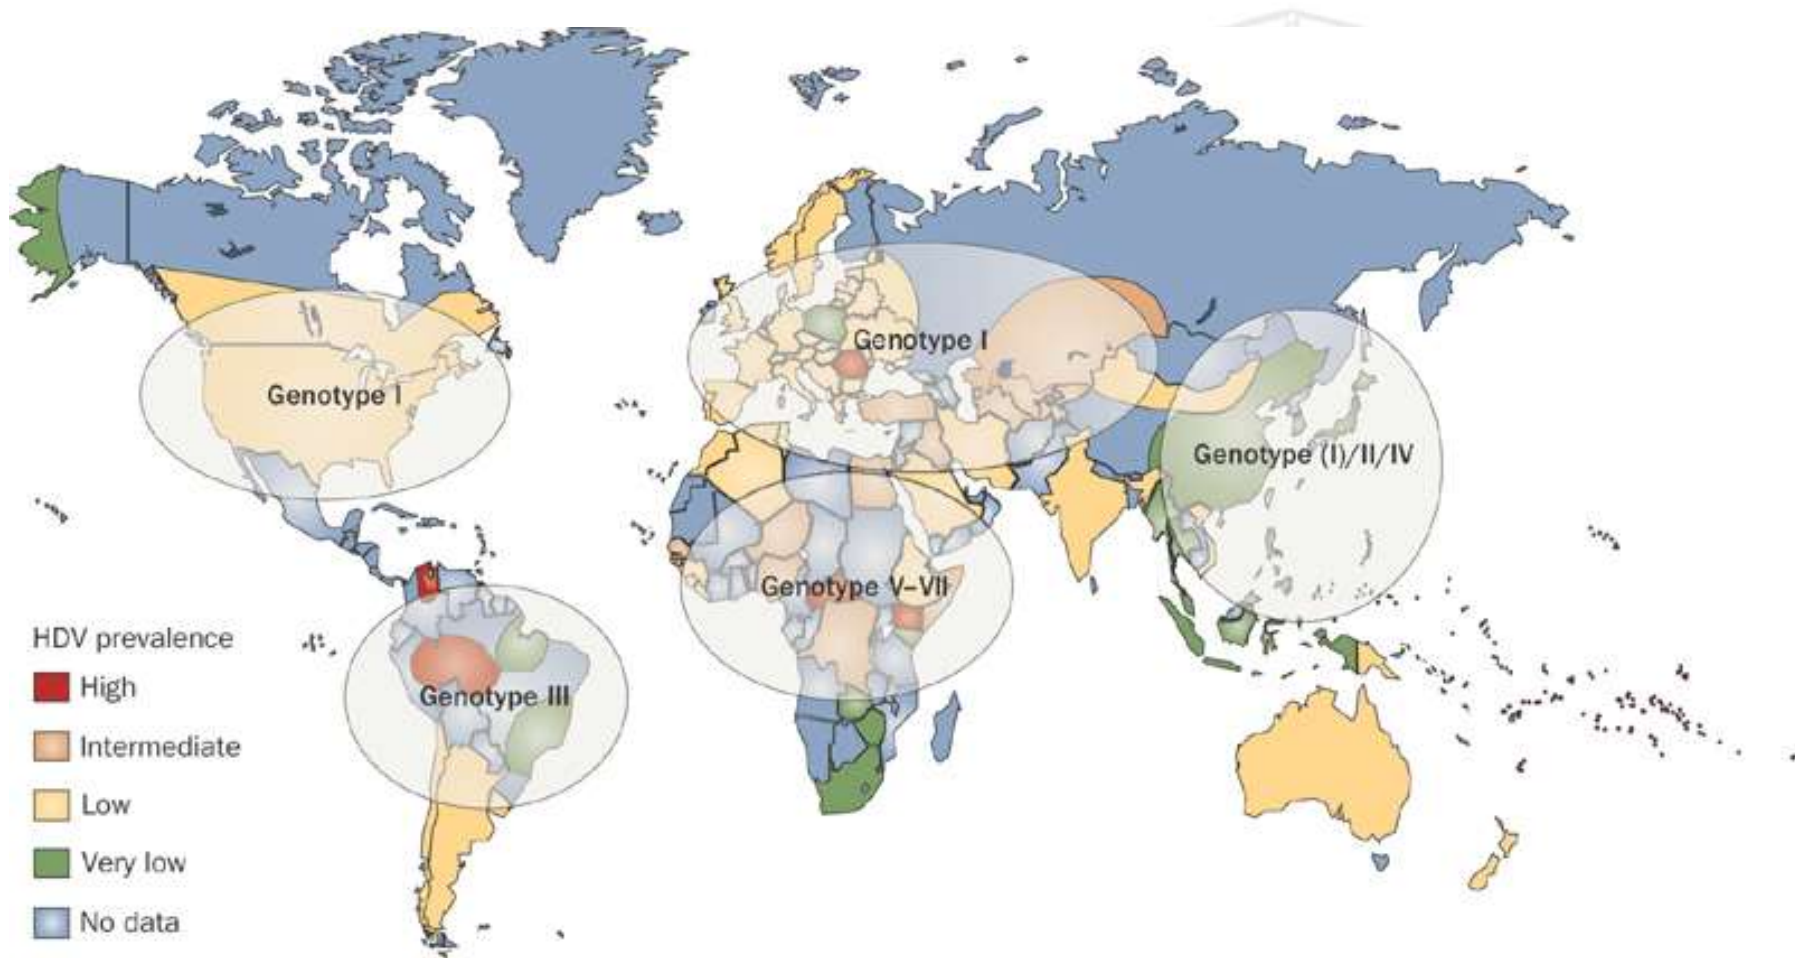 Genotype I
Genotype I
Genotype (I)/II/IV
Genotype V–VII
Genotype III
HDV prevalence
High
Intermediate
Low
Very low
No data